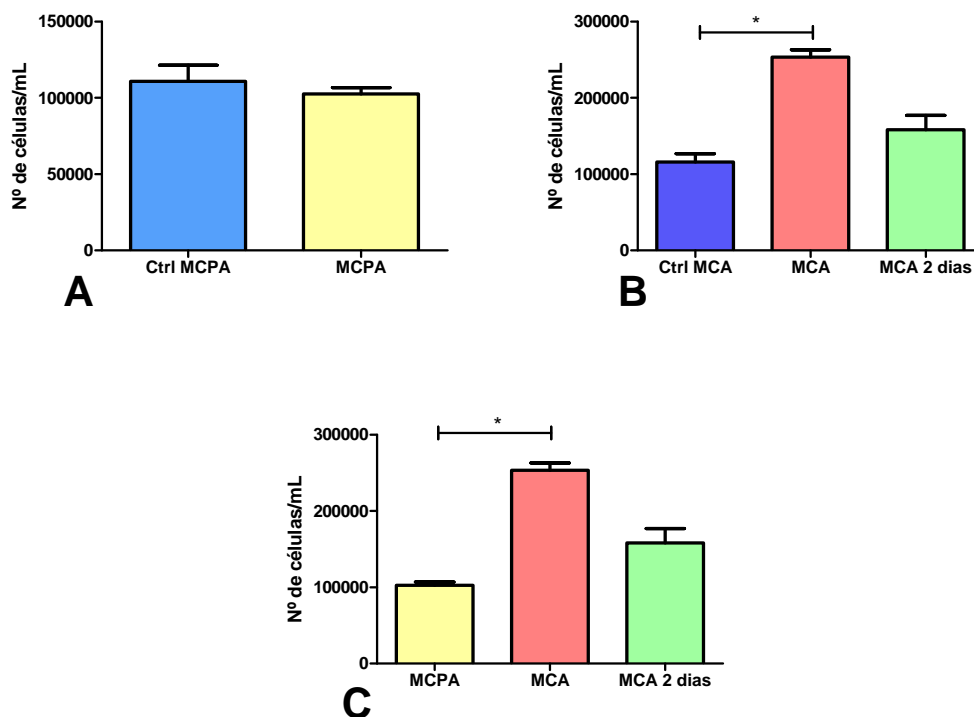 Nº de células/mL
150000
100000
50000
0
Ctrl MCPA MCPA
A
Nº de células/mL
300000
200000
100000
0
*
Ctrl MCA MCA MCA 2 dias
B
Nº de células/mL
300000
200000
100000
0
*
MCPA MCA MCA 2 dias
C